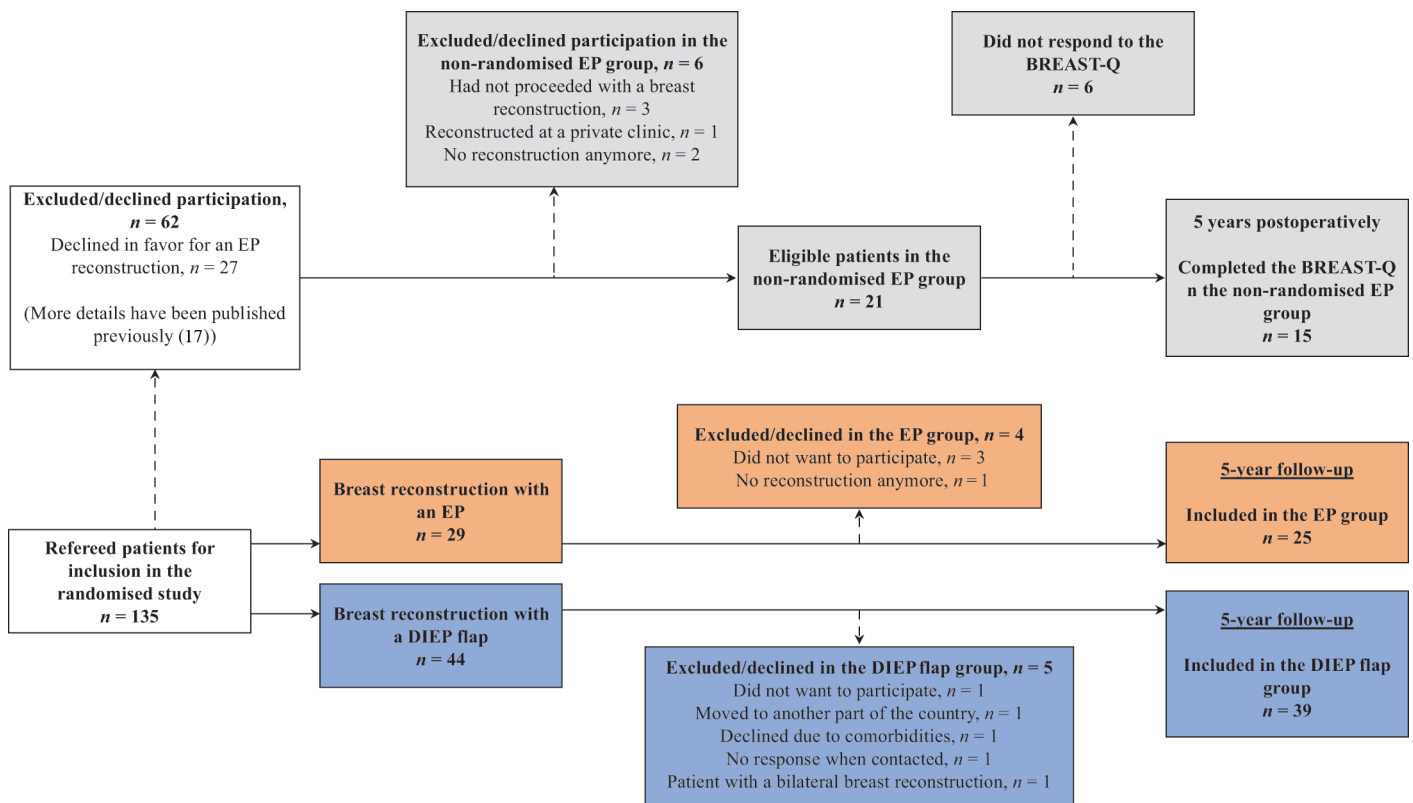 Excluded/declined participation in the
non-randomised EP group, n = 6
Had not proceeded with a breast
reconstruction, n = 3
Reconstructed at a private clinic, n = 1
No reconstruction anymore, n = 2
Did not respond to the
BREAST-Q
n = 6
Excluded/declined participation,
n = 62
Declined in favor for an EP
reconstruction, n = 27
(More details have been published
previously (17))
Eligible patients in the
non-randomised EP group
n = 21
5 years postoperatively
Completed the BREAST-Q
n the non-randomised EP
group
n = 15
Excluded/declined in the EP group, n = 4
Did not want to participate, n = 3
No reconstruction anymore, n = 1
Breast reconstruction with
an EP
n = 29
5-year follow-up
Included in the EP group
n = 25
Refereed patients for
inclusion in the
randomised study
n = 135
Breast reconstruction with
a DIEP flap
n = 44
5-year follow-up
Included in the DIEP flap
group
n = 39
Excluded/declined in the DIEP flap group, n = 5
Did not want to participate, n = 1
Moved to another part of the country, n = 1
Declined due to comorbidities, n = 1
No response when contacted, n = 1
Patient with a bilateral breast reconstruction, n = 1